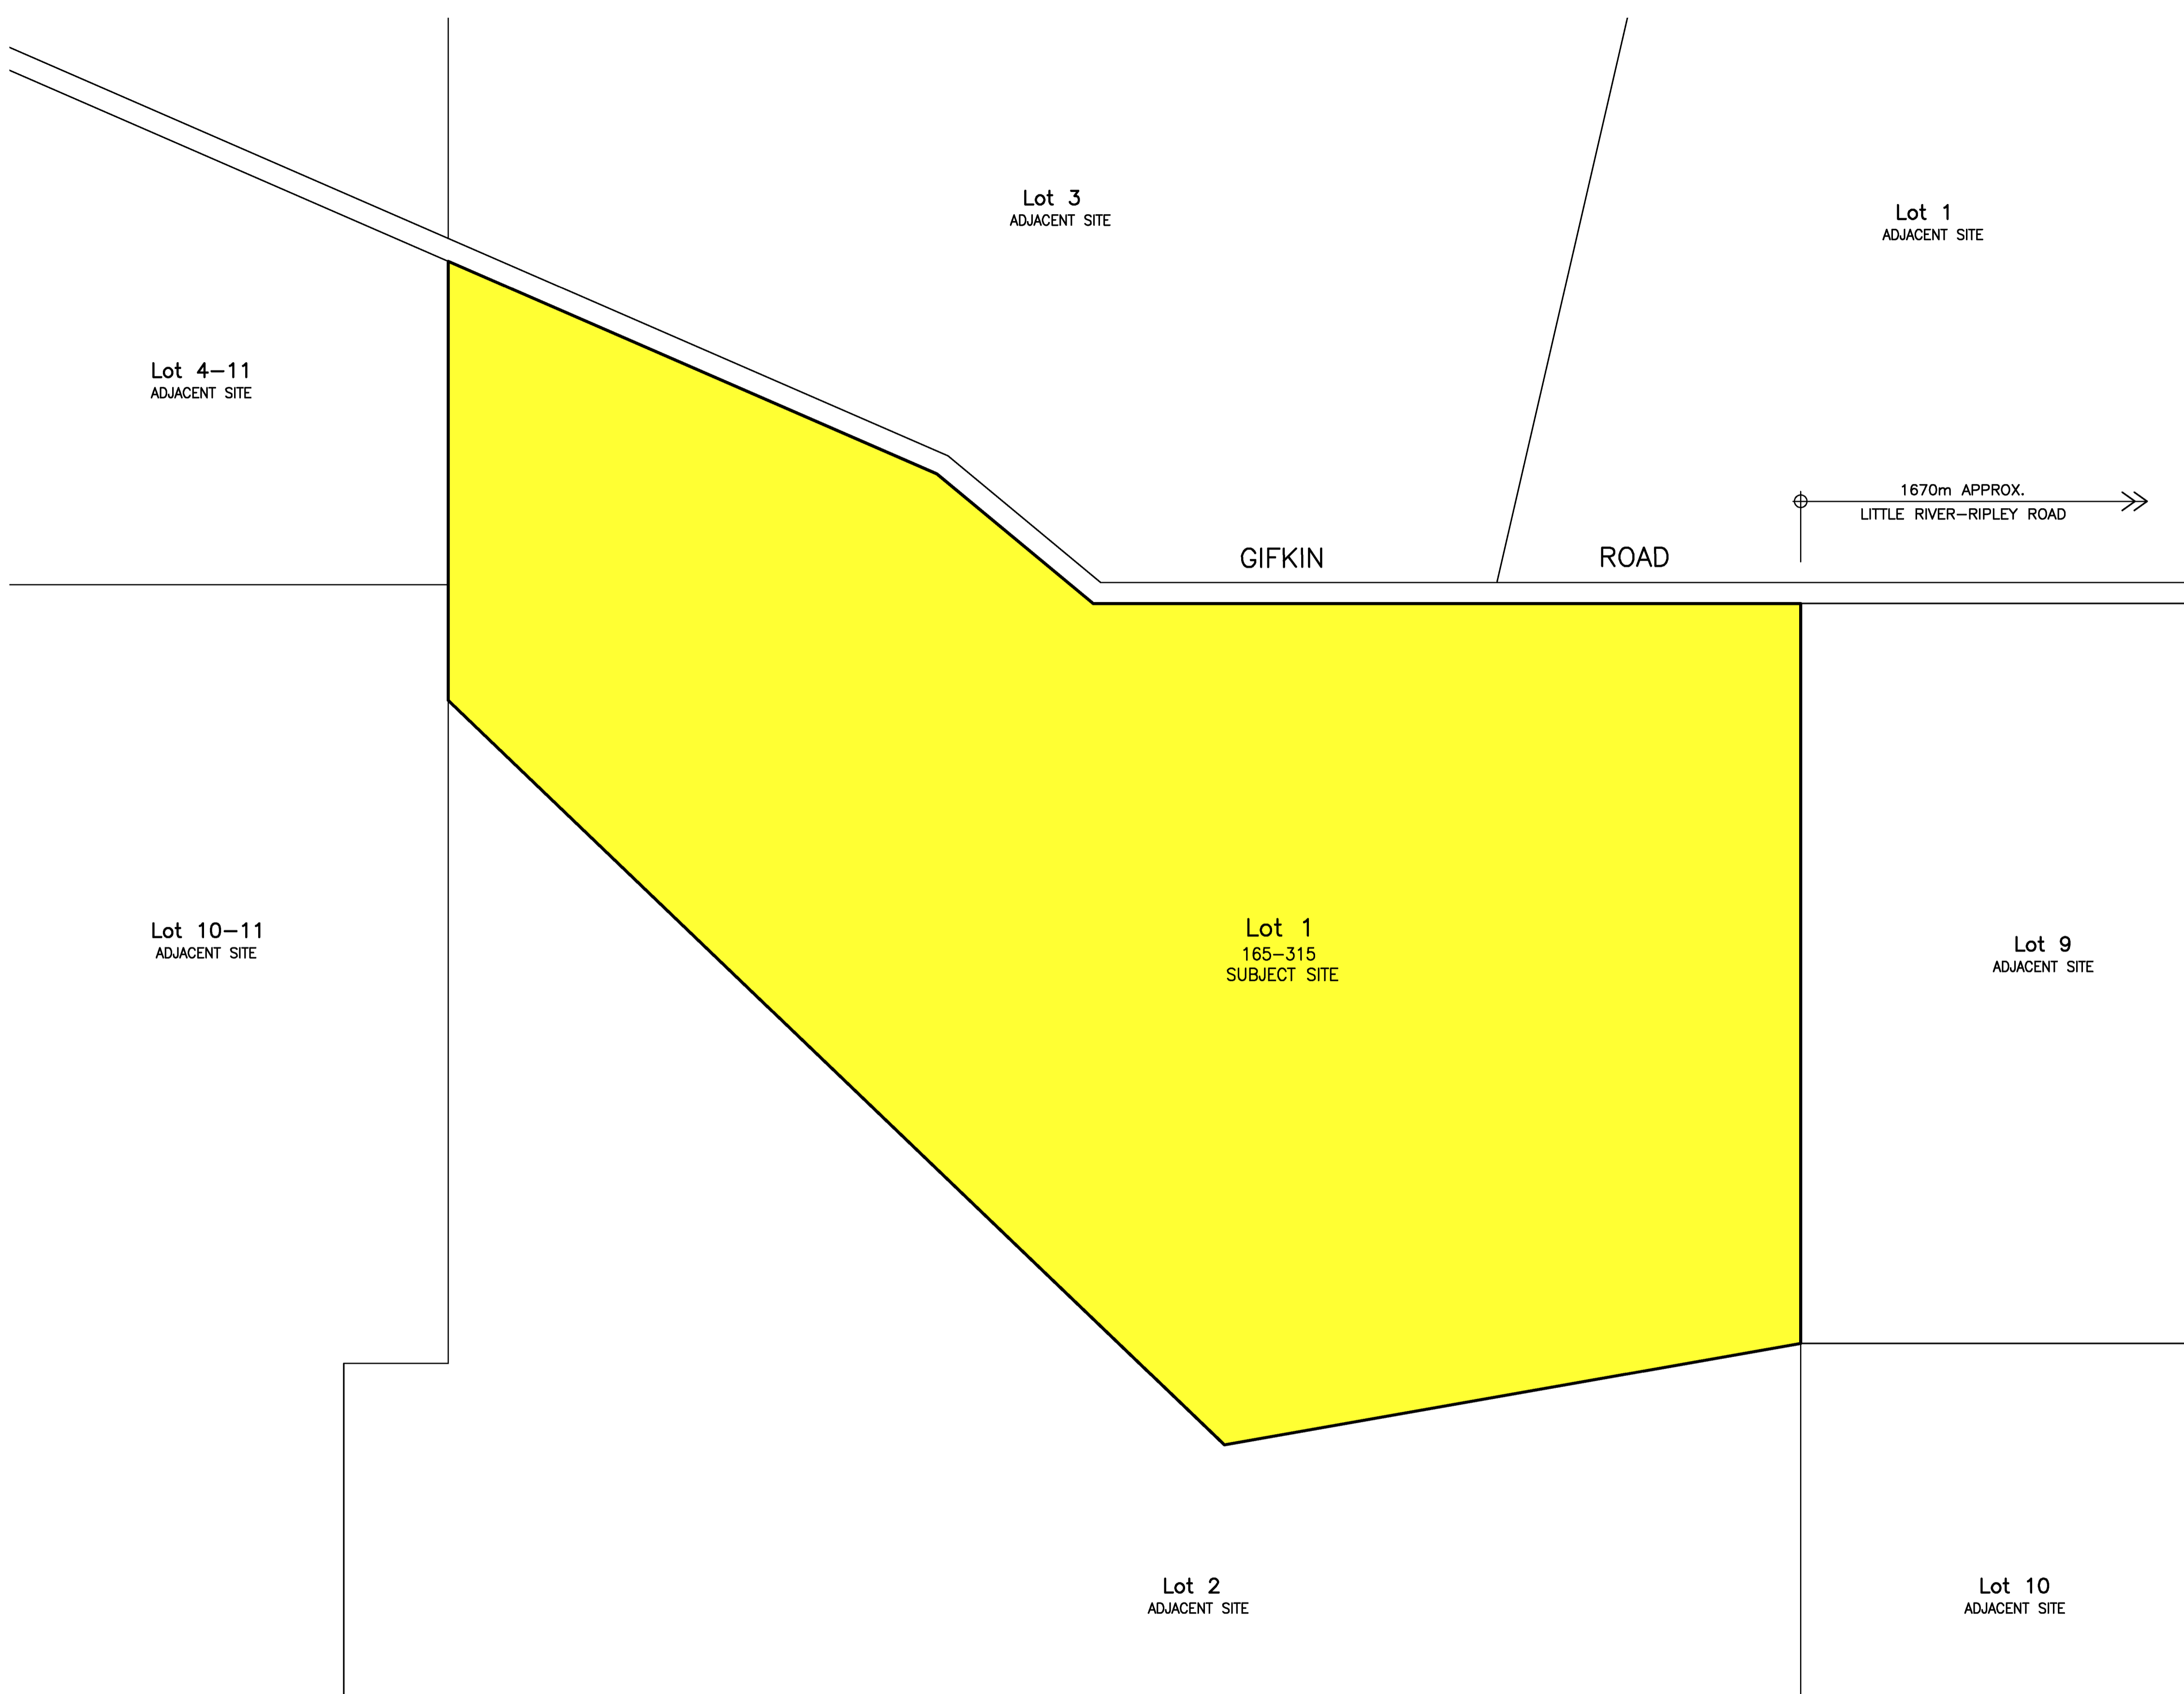 Lot 3
ADJACENT SITE
Lot 1
ADJACENT SITE
Lot 4-11
ADJACENT SITE
1670m APPROX.
LITTLE RIVER-RIPLEY ROAD
GIFKIN ROAD
Lot 10-11
ADJACENT SITE
Lot 1
165-315
SUBJECT SITE
Lot 9
ADJACENT SITE
Lot 2
ADJACENT SITE
Lot 10
ADJACENT SITE